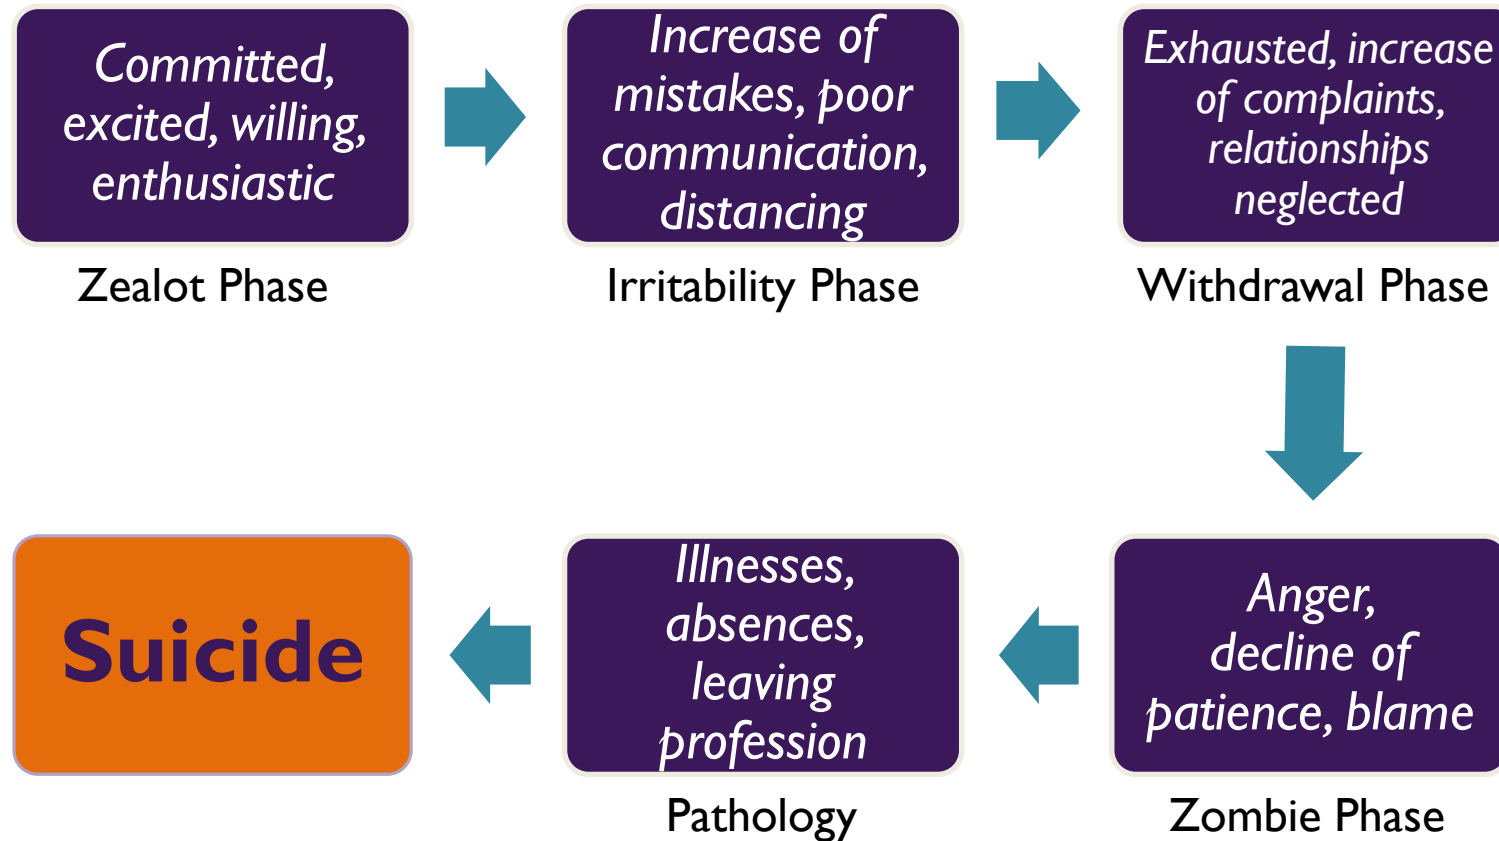 Committed,
excited, willing,
enthusiastic
Zealot Phase
Increase of
mistakes, poor
communication,
distancing
Irritability Phase
Exhausted, increase
of complaints,
relationships
neglected
Withdrawal Phase
Anger,
decline of
patience, blame
Zombie Phase
Illnesses,
absences,
leaving
profession
Pathology
Suicide